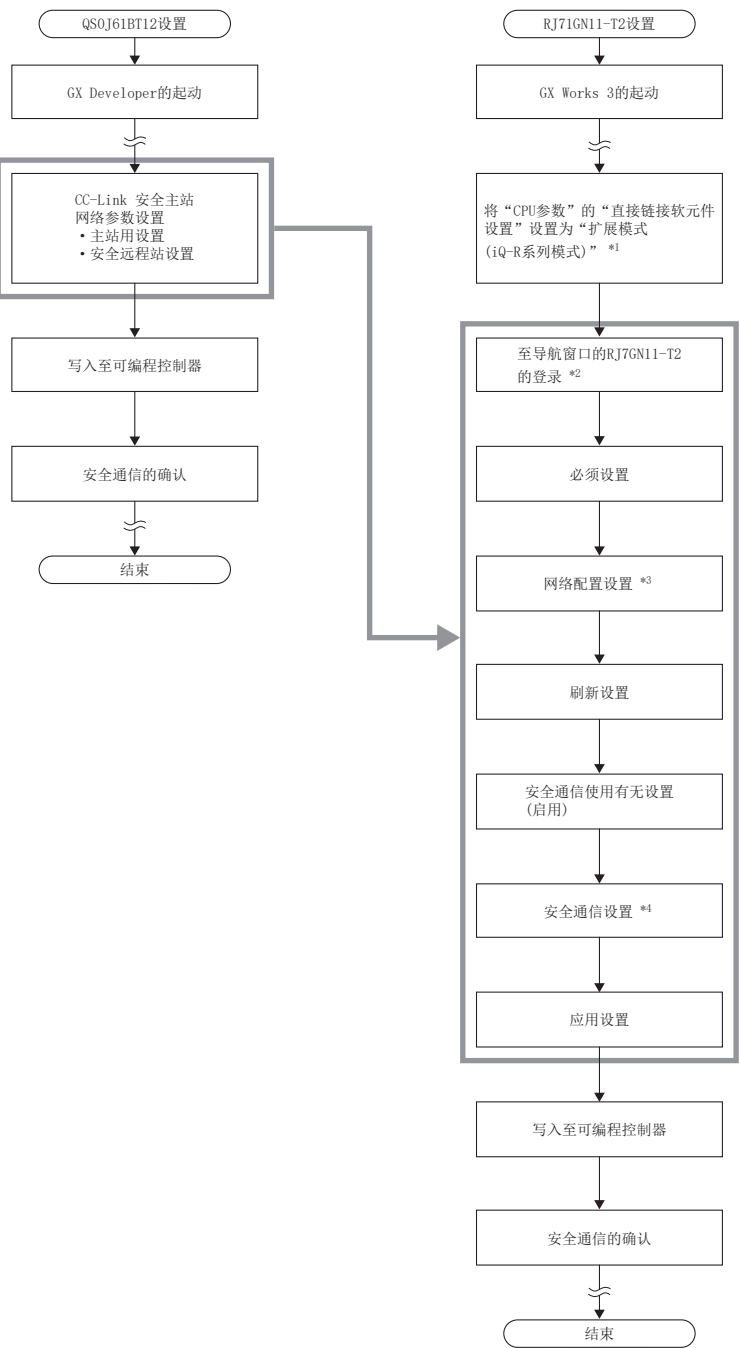 QS0J61BT12设置
GX Developer的起动
CC-Link 安全主站
网络参数设置
・主站用设置
・安全远程站设置
写入至可编程控制器
安全通信的确认
结束
RJ71GN11-T2设置
GX Works 3的起动
将“CPU参数”的“直接链接软元件
设置”设置为“扩展模式
(iQ-R系列模式)” *1
至导航窗口的RJ7GN11-T2
的登录 *2
必须设置
网络配置设置 *3
刷新设置
安全通信使用有无设置
(启用)
安全通信设置 *4
应用设置
写入至可编程控制器
安全通信的确认
结束